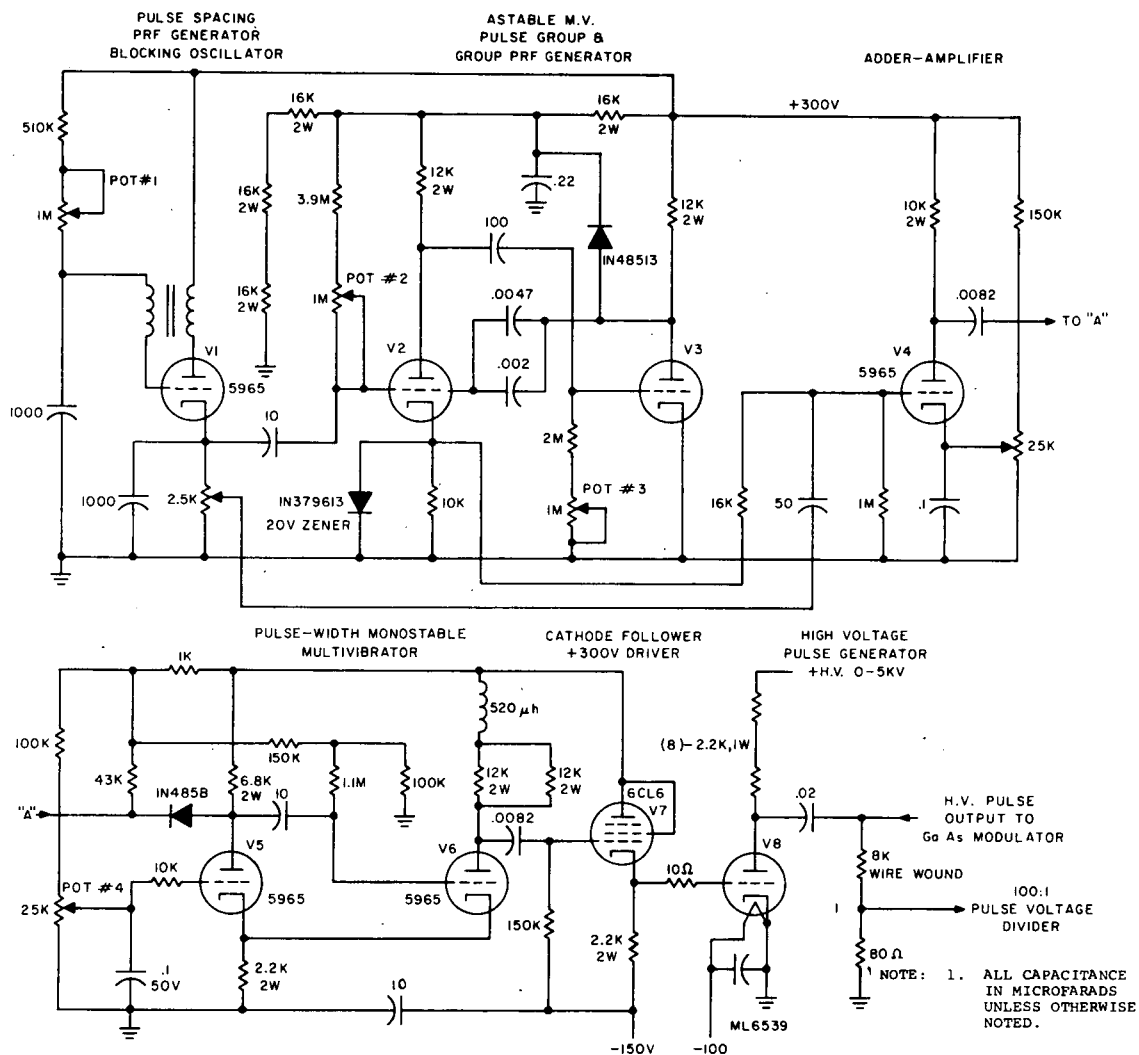 PULSE SPACING
PRF GENERATOR
BLOCKING OSCILLATOR
ASTABLE M.V.
PULSE GROUP &
GROUP PRF GENERATOR
ADDER-AMPLIFIER
510K
POT#1
1M
1000
V1
5965
1000
2.5K
10
16K
2W
16K
2W
16K
2W
3.9M
POT #2
1M
12K
2W
V2
1N379613
20V ZENER
10K
100
.0047
.002
.22
16K
2W
1N48513
12K
2W
V3
2M
POT #3
1M
+300V
10K
2W
150K
.0082
TO "A"
V4
5965
25K
16K
50
1M
.1
PULSE-WIDTH MONOSTABLE
MULTIVIBRATOR
CATHODE FOLLOWER
+300V DRIVER
HIGH VOLTAGE
PULSE GENERATOR
+H.V. 0-5KV
1K
100K
43K
"A"
1N485B
6.8K
2W
10
150K
1.1M
100K
V5
5965
10K
POT #4
25K
.1
50V
2.2K
2W
10
520 μh
12K
2W
12K
2W
.0082
V6
5965
150K
6CL6
V7
2.2K
2W
-150V
10Ω
(8)-2.2K,1W
V8
.02
H.V. PULSE
OUTPUT TO
Ga As MODULATOR
8K
WIRE WOUND
1
100:1
PULSE VOLTAGE
DIVIDER
80 Ω
-100
ML6539
NOTE: 1. ALL CAPACITANCE
IN MICROFARADS
UNLESS OTHERWISE
NOTED.